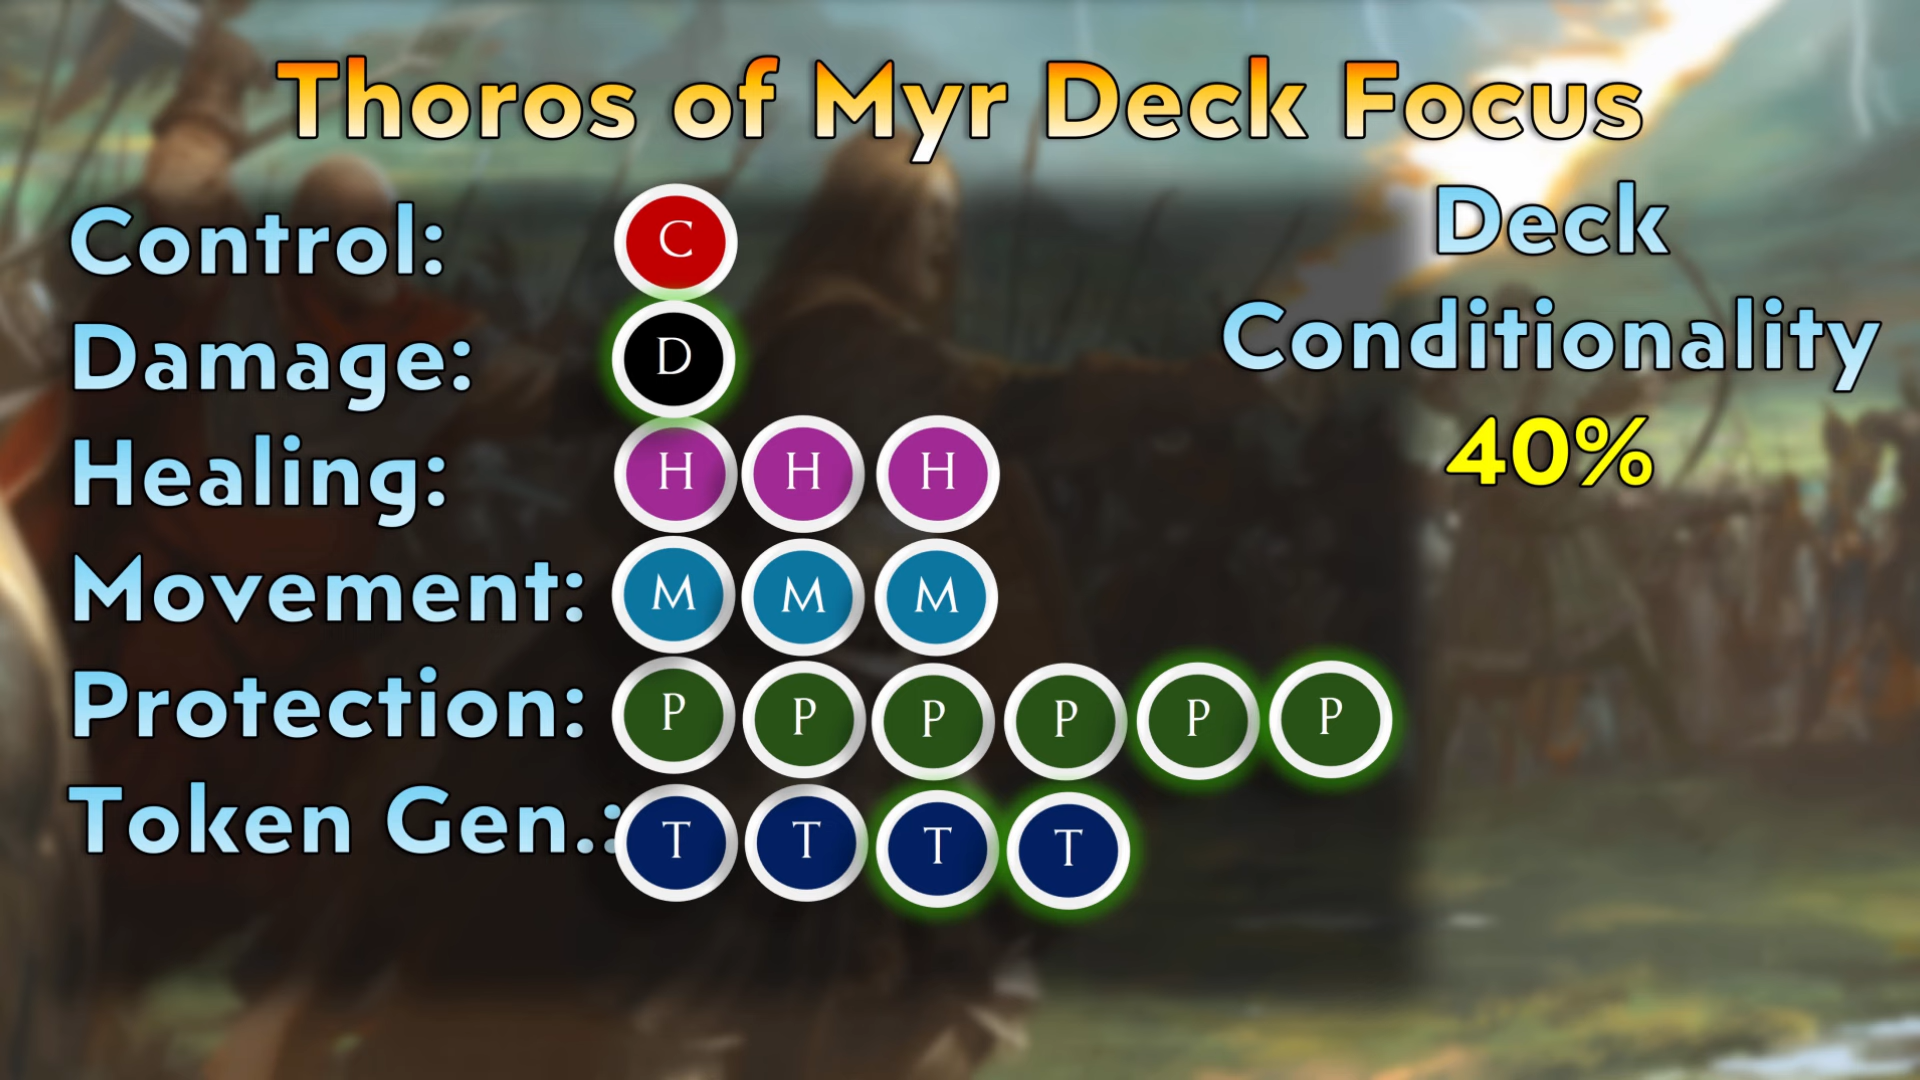 Thoros of Myr Deck Focus
Control: C
Damage: D
Healing: H H H
Movement: M M M
Protection: P P P P P P
Token Gen.: T T T T
Deck
Conditionality
40%